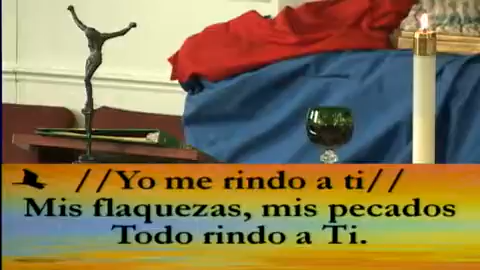 //Yo me rindo a ti//
Mis flaquezas, mis pecados
Todo rindo a Ti.